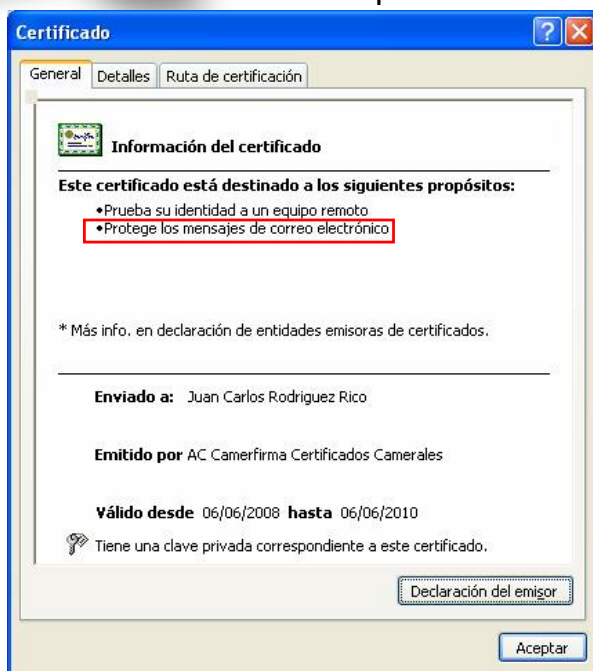 Certificado
General Detalles Ruta de certificación
Información del certificado
Este certificado está destinado a los siguientes propósitos:
•Prueba su identidad a un equipo remoto
•Protege los mensajes de correo electrónico
* Más info. en declaración de entidades emisoras de certificados.
Enviado a: Juan Carlos Rodriguez Rico
Emitido por AC Camerfirma Certificados Camerales
Válido desde 06/06/2008 hasta 06/06/2010
Tiene una clave privada correspondiente a este certificado.
Declaración del emisor
Aceptar